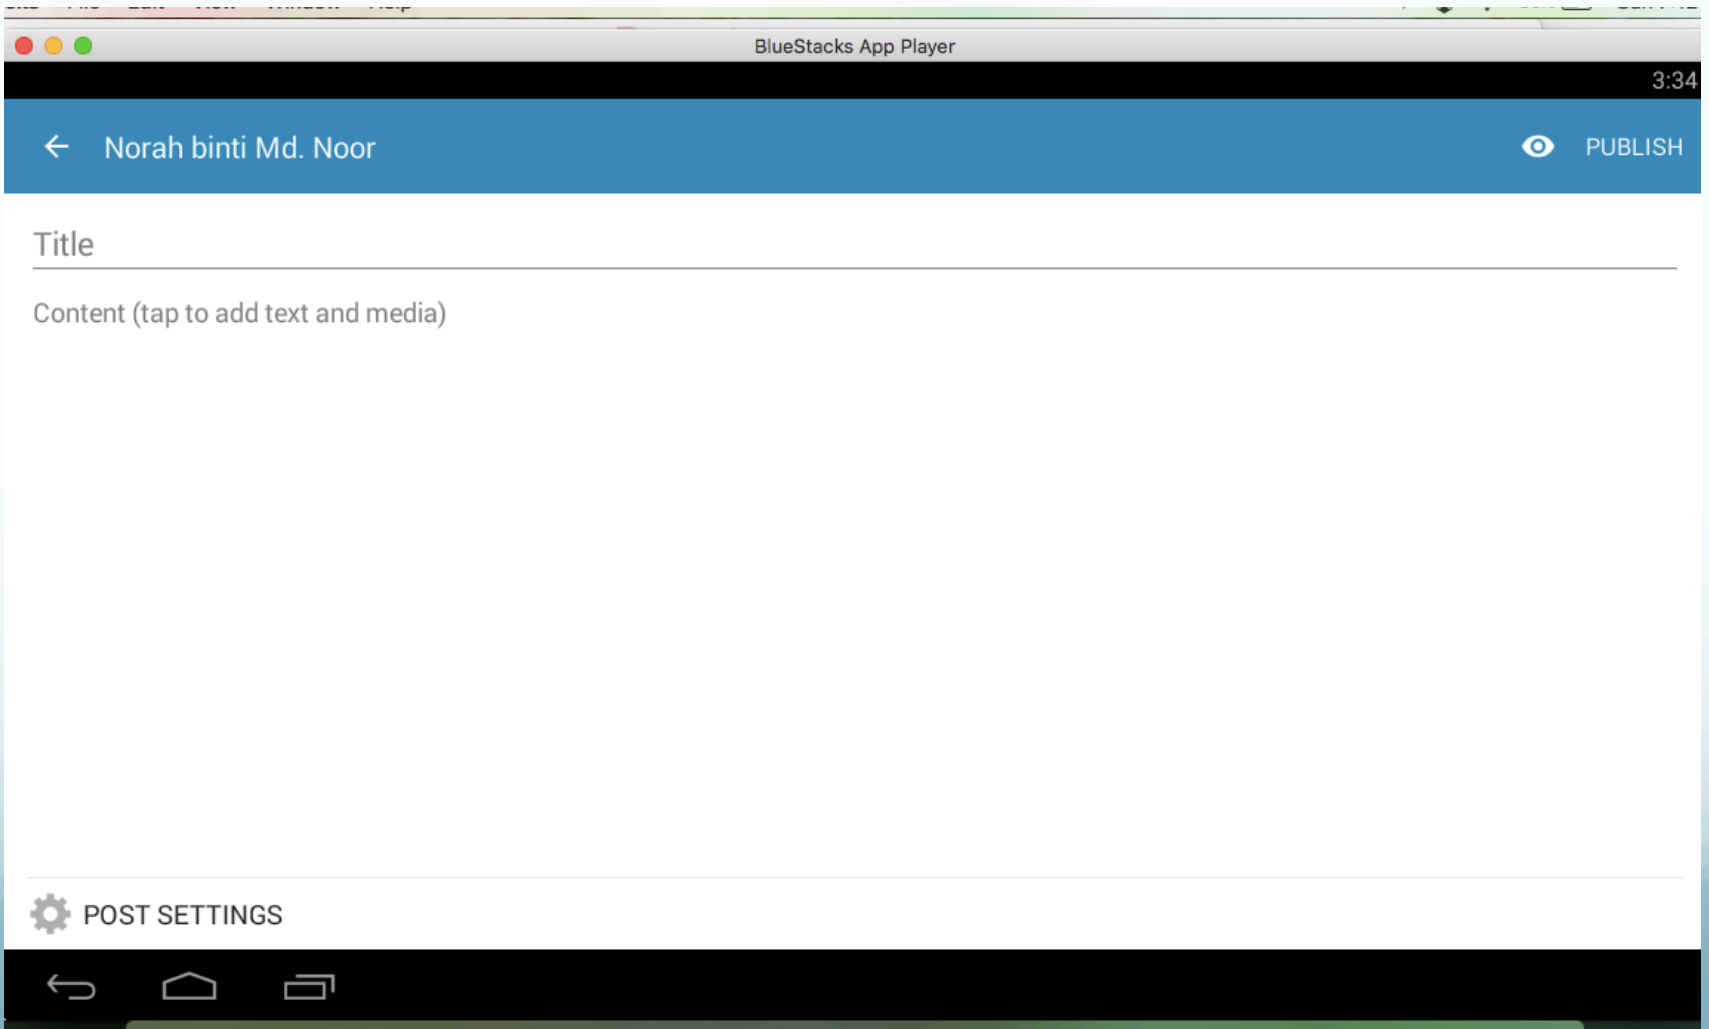 BlueStacks App Player
3:34
Norah binti Md. Noor
PUBLISH
Title
Content (tap to add text and media)
POST SETTINGS